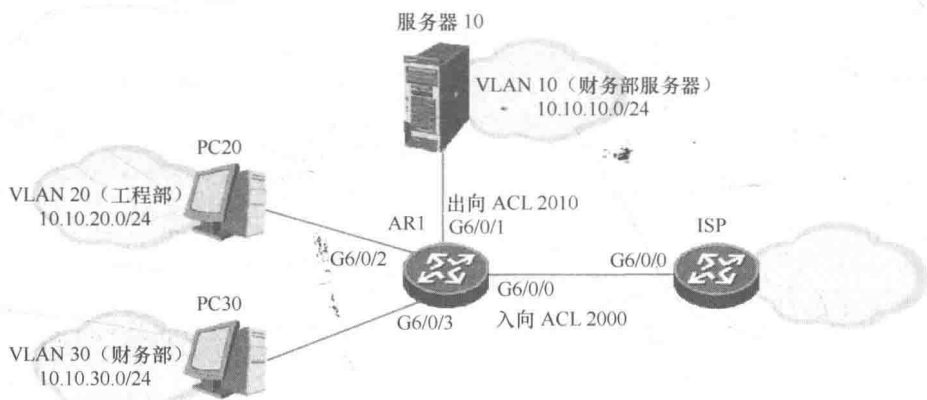 服务器 10
VLAN 10（财务部服务器）
10.10.10.0/24
PC20
VLAN 20（工程部）
10.10.20.0/24
出向 ACL 2010
AR1
G6/0/1
ISP
G6/0/2
G6/0/0
G6/0/0
PC30
G6/0/3
入向 ACL 2000
VLAN 30（财务部）
10.10.30.0/24